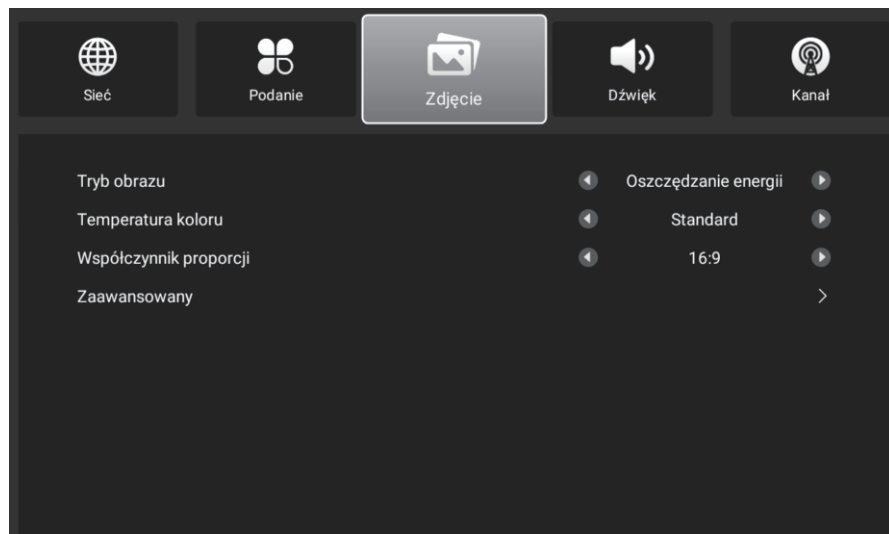 Sieć
Podanie
Zdjęcie
Dźwięk
Kanał
Tryb obrazu
Oszczędzanie energii
Temperatura koloru
Standard
Współczynnik proporcji
16:9
Zaawansowany